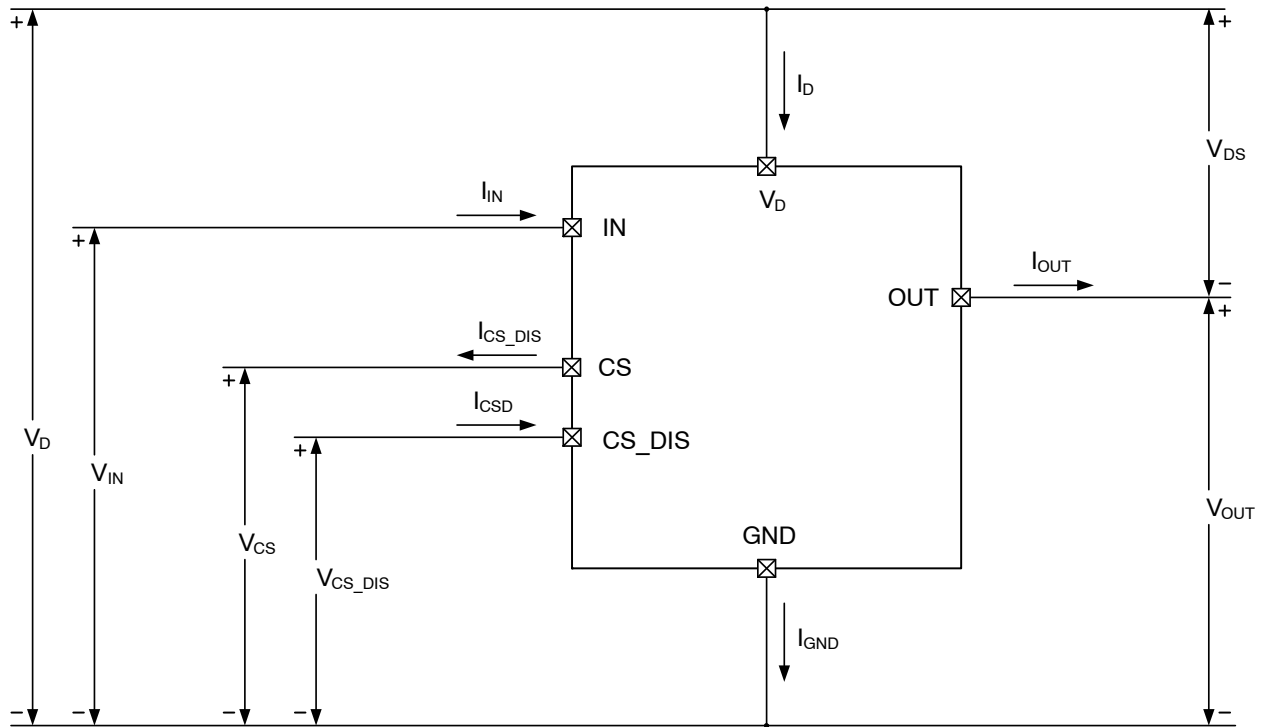 + +
I_D
V_DS
V_D
I_IN
+ IN
I_OUT
OUT
−
+
I_CS_DIS
+ CS
I_CSD
+ CS_DIS
V_D
V_IN
V_OUT
GND
V_CS
V_CS_DIS
I_GND
− − − − −